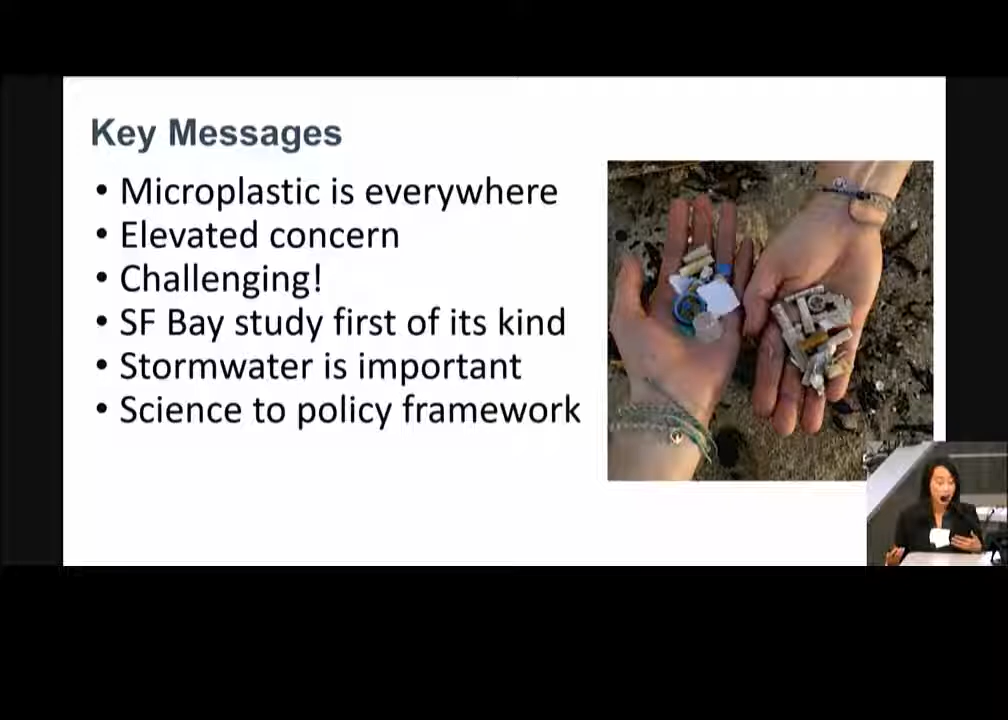 Key Messages
• Microplastic is everywhere
• Elevated concern
• Challenging!
• SF Bay study first of its kind
• Stormwater is important
• Science to policy framework